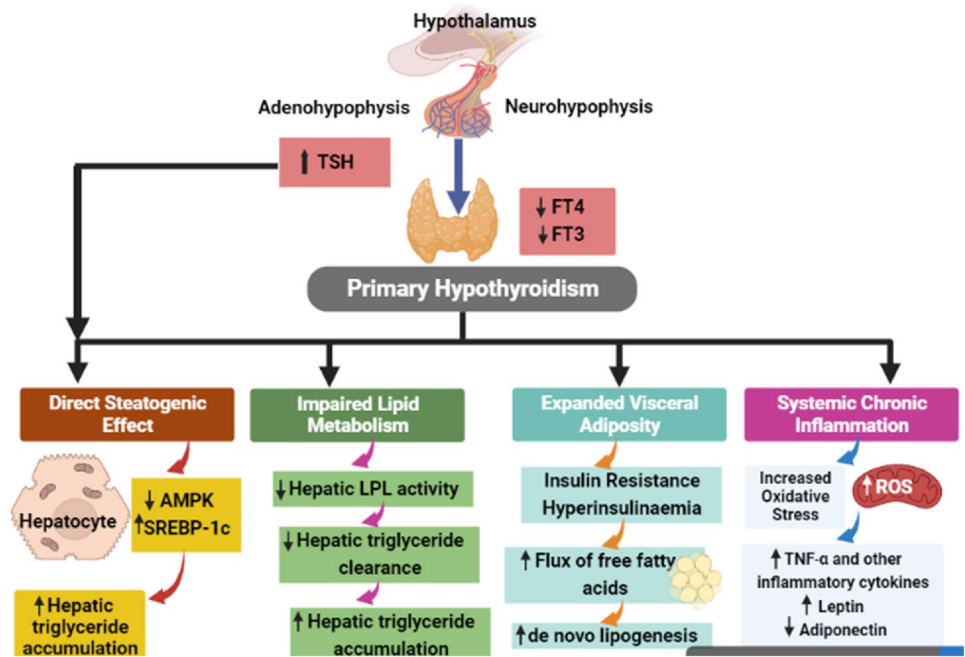 Hypothalamus
Adenohypophysis
Neurohypophysis
↑ TSH
↓ FT4
↓ FT3
Primary Hypothyroidism
Direct Steatogenic
Effect
Hepatocyte
↓ AMPK
↑SREBP-1c
↑Hepatic
triglyceride
accumulation
Impaired Lipid
Metabolism
↓Hepatic LPL activity
↓Hepatic triglyceride
clearance
↑Hepatic triglyceride
accumulation
Expanded Visceral
Adiposity
Insulin Resistance
Hyperinsulinaemia
↑Flux of free fatty
acids
↑de novo lipogenesis
Systemic Chronic
Inflammation
Increased
Oxidative
Stress
↑ROS
↑TNF-α and other
inflammatory cytokines
↑ Leptin
↓ Adiponectin